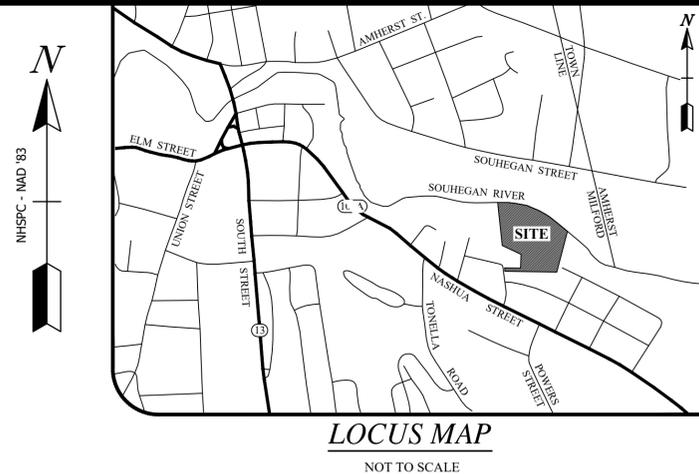 N
N
AMHERST ST.
TOWN
LINE
NHSPC - NAD '83
ELM STREET
SOUHEGAN STREET
SOUHEGAN RIVER
AMHERST
MILFORD
UNION STREET
SOUTH
STREET
SITE
NASHUA STREET
13
TONELLA
ROAD
POWERS
STREET
LOCUS MAP
NOT TO SCALE